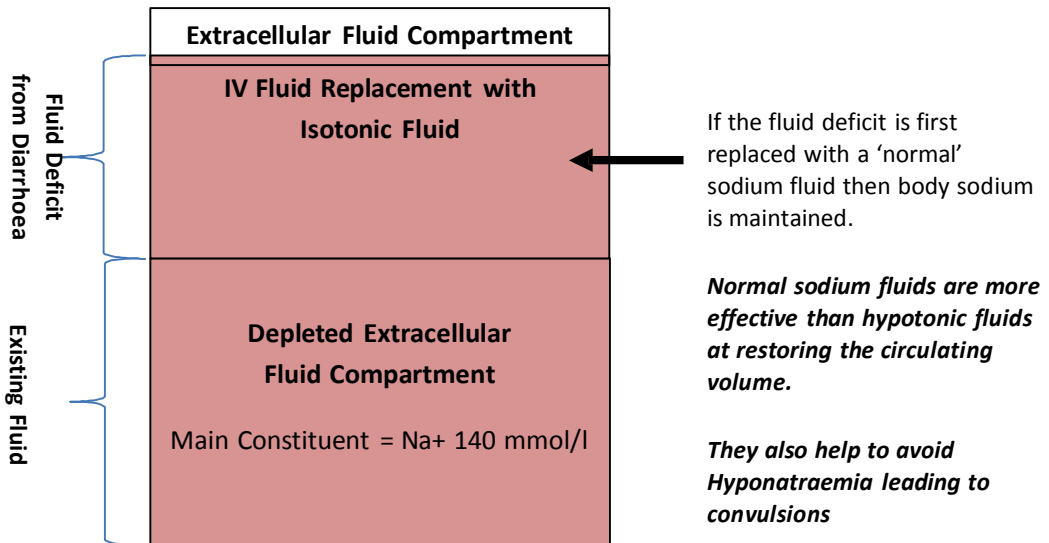 Extracellular Fluid Compartment
IV Fluid Replacement with
Isotonic Fluid
Fluid Deficit
from Diarrhoea
If the fluid deficit is first
replaced with a ‘normal’
sodium fluid then body sodium
is maintained.
Normal sodium fluids are more
effective than hypotonic fluids
at restoring the circulating
volume.
They also help to avoid
Hyponatraemia leading to
convulsions
Existing Fluid
Depleted Extracellular
Fluid Compartment
Main Constituent = Na+ 140 mmol/l